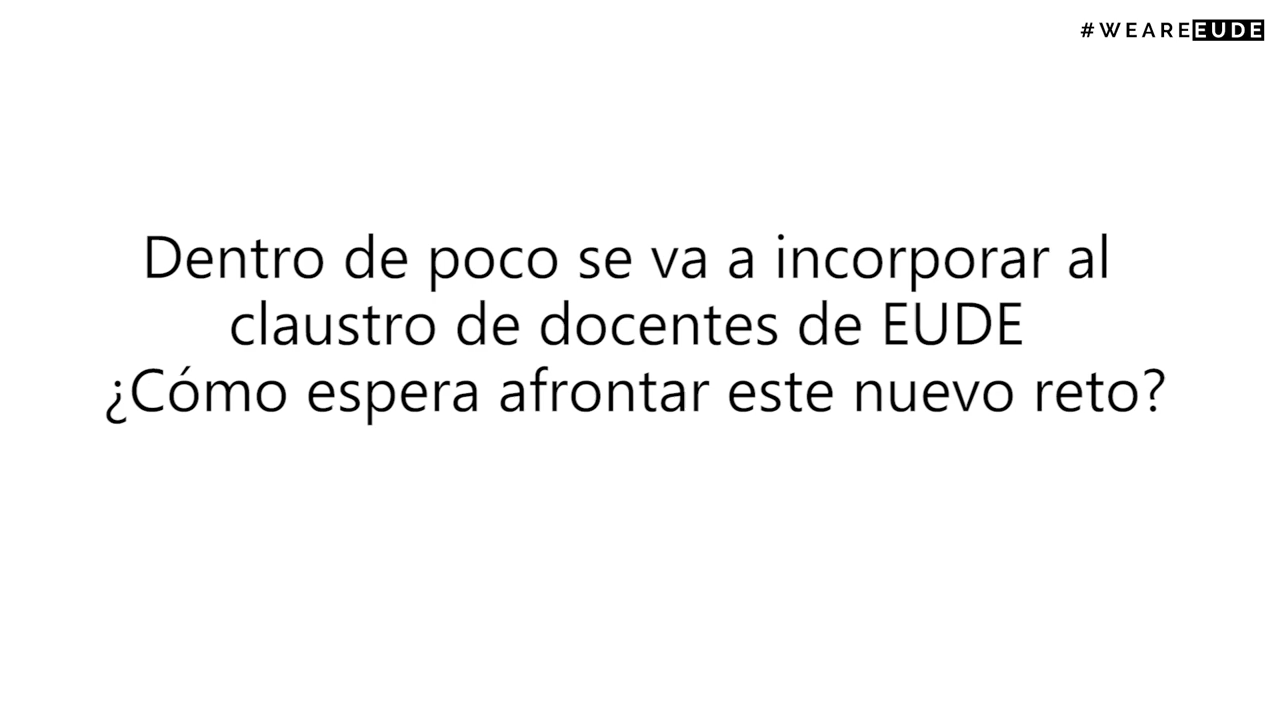 #WEAREEUDE
Dentro de poco se va a incorporar al
claustro de docentes de EUDE
¿Cómo espera afrontar este nuevo reto?